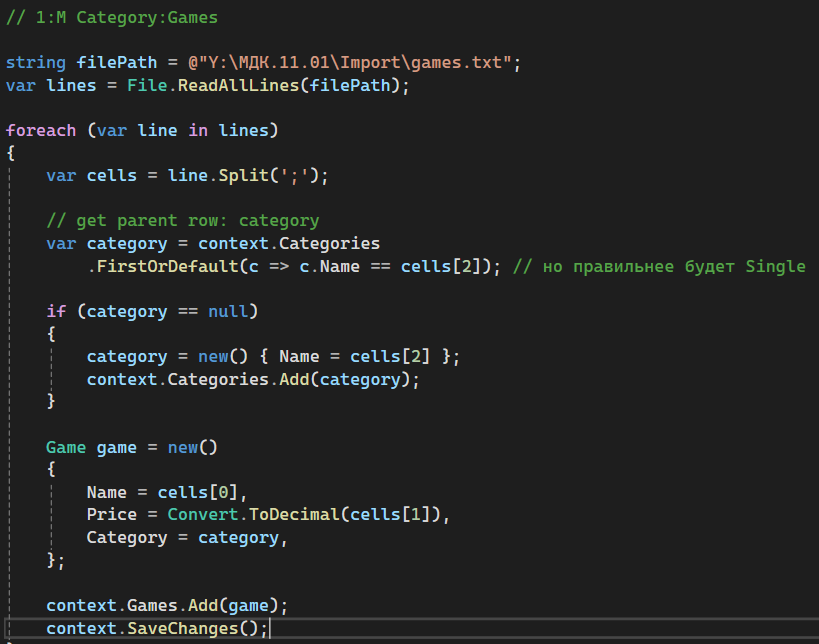 // 1:M Category:Games
string filePath = @"Y:\МДК.11.01\Import\games.txt";
var lines = File.ReadAllLines(filePath);
foreach (var line in lines)
{
    var cells = line.Split(';');
    // get parent row: category
    var category = context.Categories
        .FirstOrDefault(c => c.Name == cells[2]); // но правильнее будет Single
    if (category == null)
    {
        category = new() { Name = cells[2] };
        context.Categories.Add(category);
    }
    Game game = new()
    {
        Name = cells[0],
        Price = Convert.ToDecimal(cells[1]),
        Category = category,
    };
    context.Games.Add(game);
    context.SaveChanges();